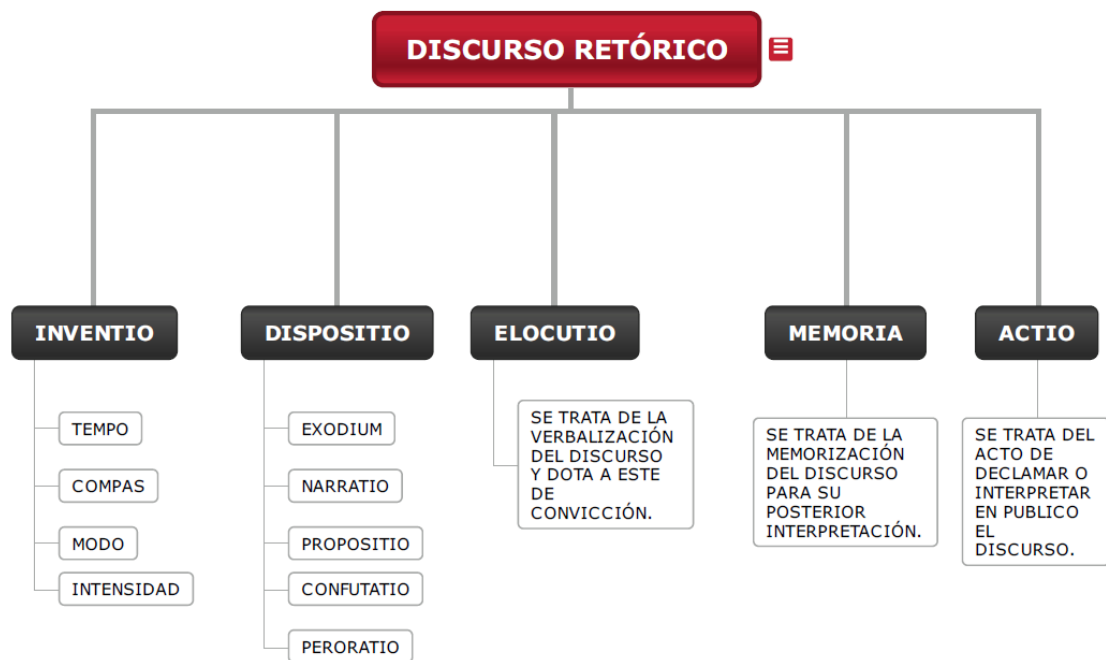 DISCURSO RETÓRICO
INVENTIO
TEMPO
COMPAS
MODO
INTENSIDAD
DISPOSITIO
EXODIUM
NARRATIO
PROPOSITIO
CONFUTATIO
PERORATIO
ELOCUTIO
SE TRATA DE LA
VERBALIZACIÓN
DEL DISCURSO
Y DOTA A ESTE
DE
CONVICCIÓN.
MEMORIA
SE TRATA DE LA
MEMORIZACIÓN
DEL DISCURSO
PARA SU
POSTERIOR
INTERPRETACIÓN.
ACTIO
SE TRATA DEL
ACTO DE
DECLAMAR O
INTERPRETAR
EN PUBLICO
EL
DISCURSO.